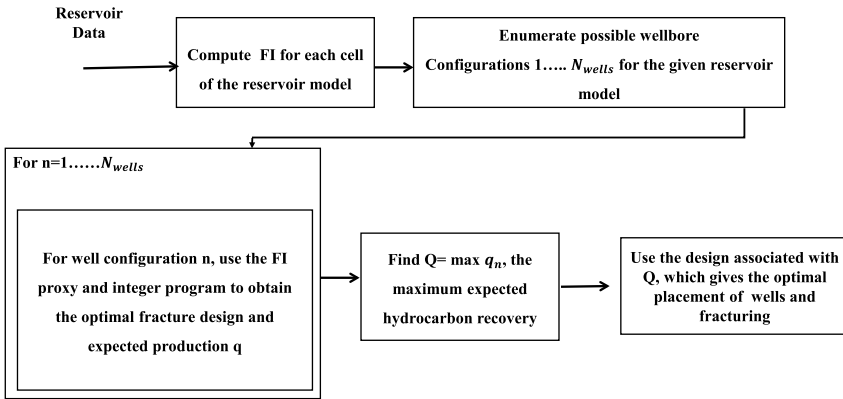 Reservoir
Data
Compute FI for each cell
of the reservoir model
Enumerate possible wellbore
Configurations 1….. N_wells for the given reservoir
model
For n=1……N_wells
For well configuration n, use the FI
proxy and integer program to obtain
the optimal fracture design and
expected production q
Find Q= max q_n, the
maximum expected
hydrocarbon recovery
Use the design associated with
Q, which gives the optimal
placement of wells and
fracturing